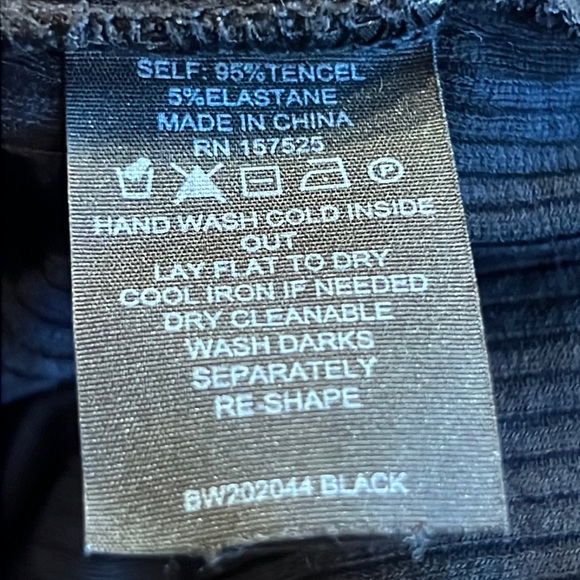 SELF: 95%TENCEL
5%ELASTANE
MADE IN CHINA
RN 157525
P
HAND WASH COLD INSIDE
OUT
LAY FLAT TO DRY
COOL IRON IF NEEDED
DRY CLEANABLE
WASH DARKS
SEPARATELY
RE-SHAPE
BW202044 BLACK